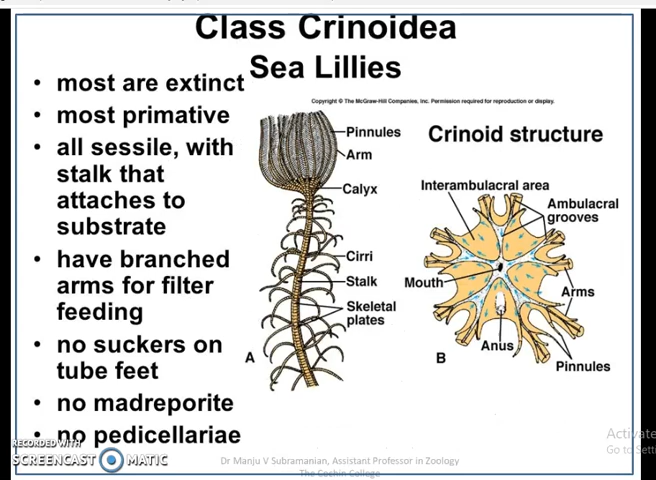 Class Crinoidea
Sea Lillies
• most are extinct
• most primative
• all sessile, with
stalk that
attaches to
substrate
• have branched
arms for filter
feeding
• no suckers on
tube feet
• no madreporite
• no pedicellariae
Copyright © The McGraw-Hill Companies, Inc. Permission required for reproduction or display.
Pinnules
Arm
Calyx
Cirri
Stalk
Skeletal
plates
A
Crinoid structure
Interambulacral area
Ambulacral
grooves
Mouth
Arms
Anus
Pinnules
B
RECORDED WITH
SCREENCAST MATIC
Dr Manju V Subramanian, Assistant Professor in Zoology
The Cochin College
Activate
Go to Setti